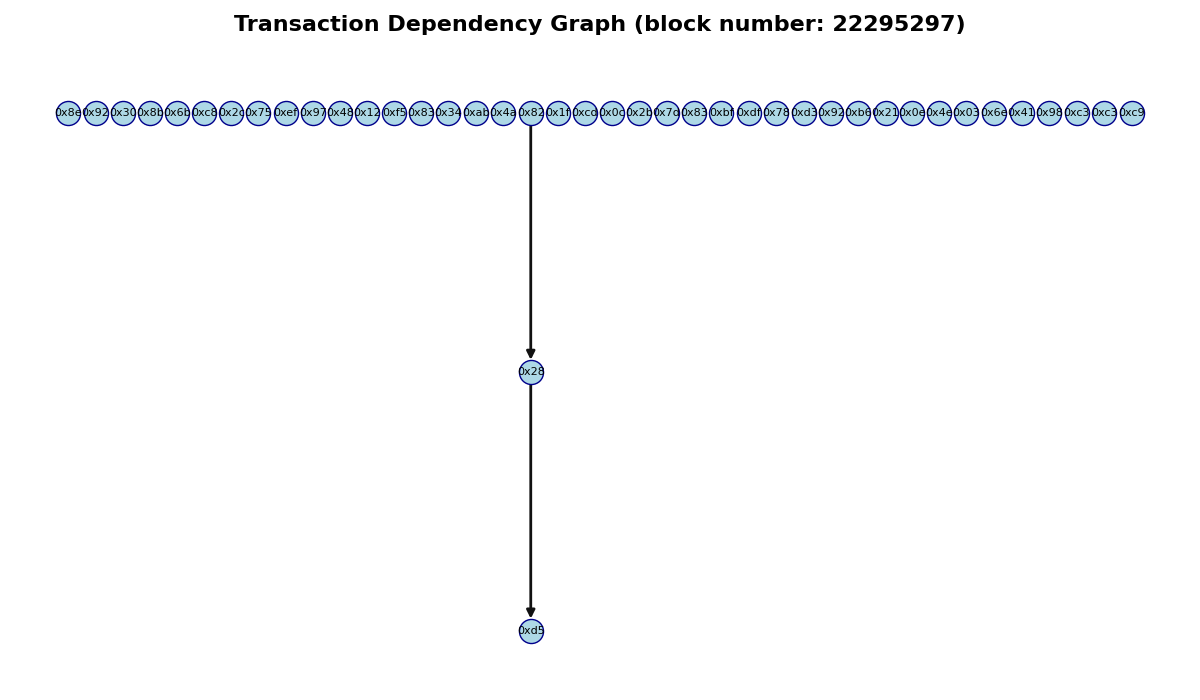 Transaction Dependency Graph (block number: 22295297)
0x8e 0x92 0x30 0x8b 0x6b 0xc8 0x2c 0x75 0xef 0x97 0x48 0x12 0xf5 0x83 0x34 0xab 0x4a 0x82 0x1f 0xcd 0x0c 0x2b 0x7d 0x83 0xbf 0xdf 0x78 0xd3 0x92 0xb6 0x21 0x0e 0x4e 0x03 0x6e 0x41 0x98 0xc3 0xc3 0xc9
0x28
0xd5